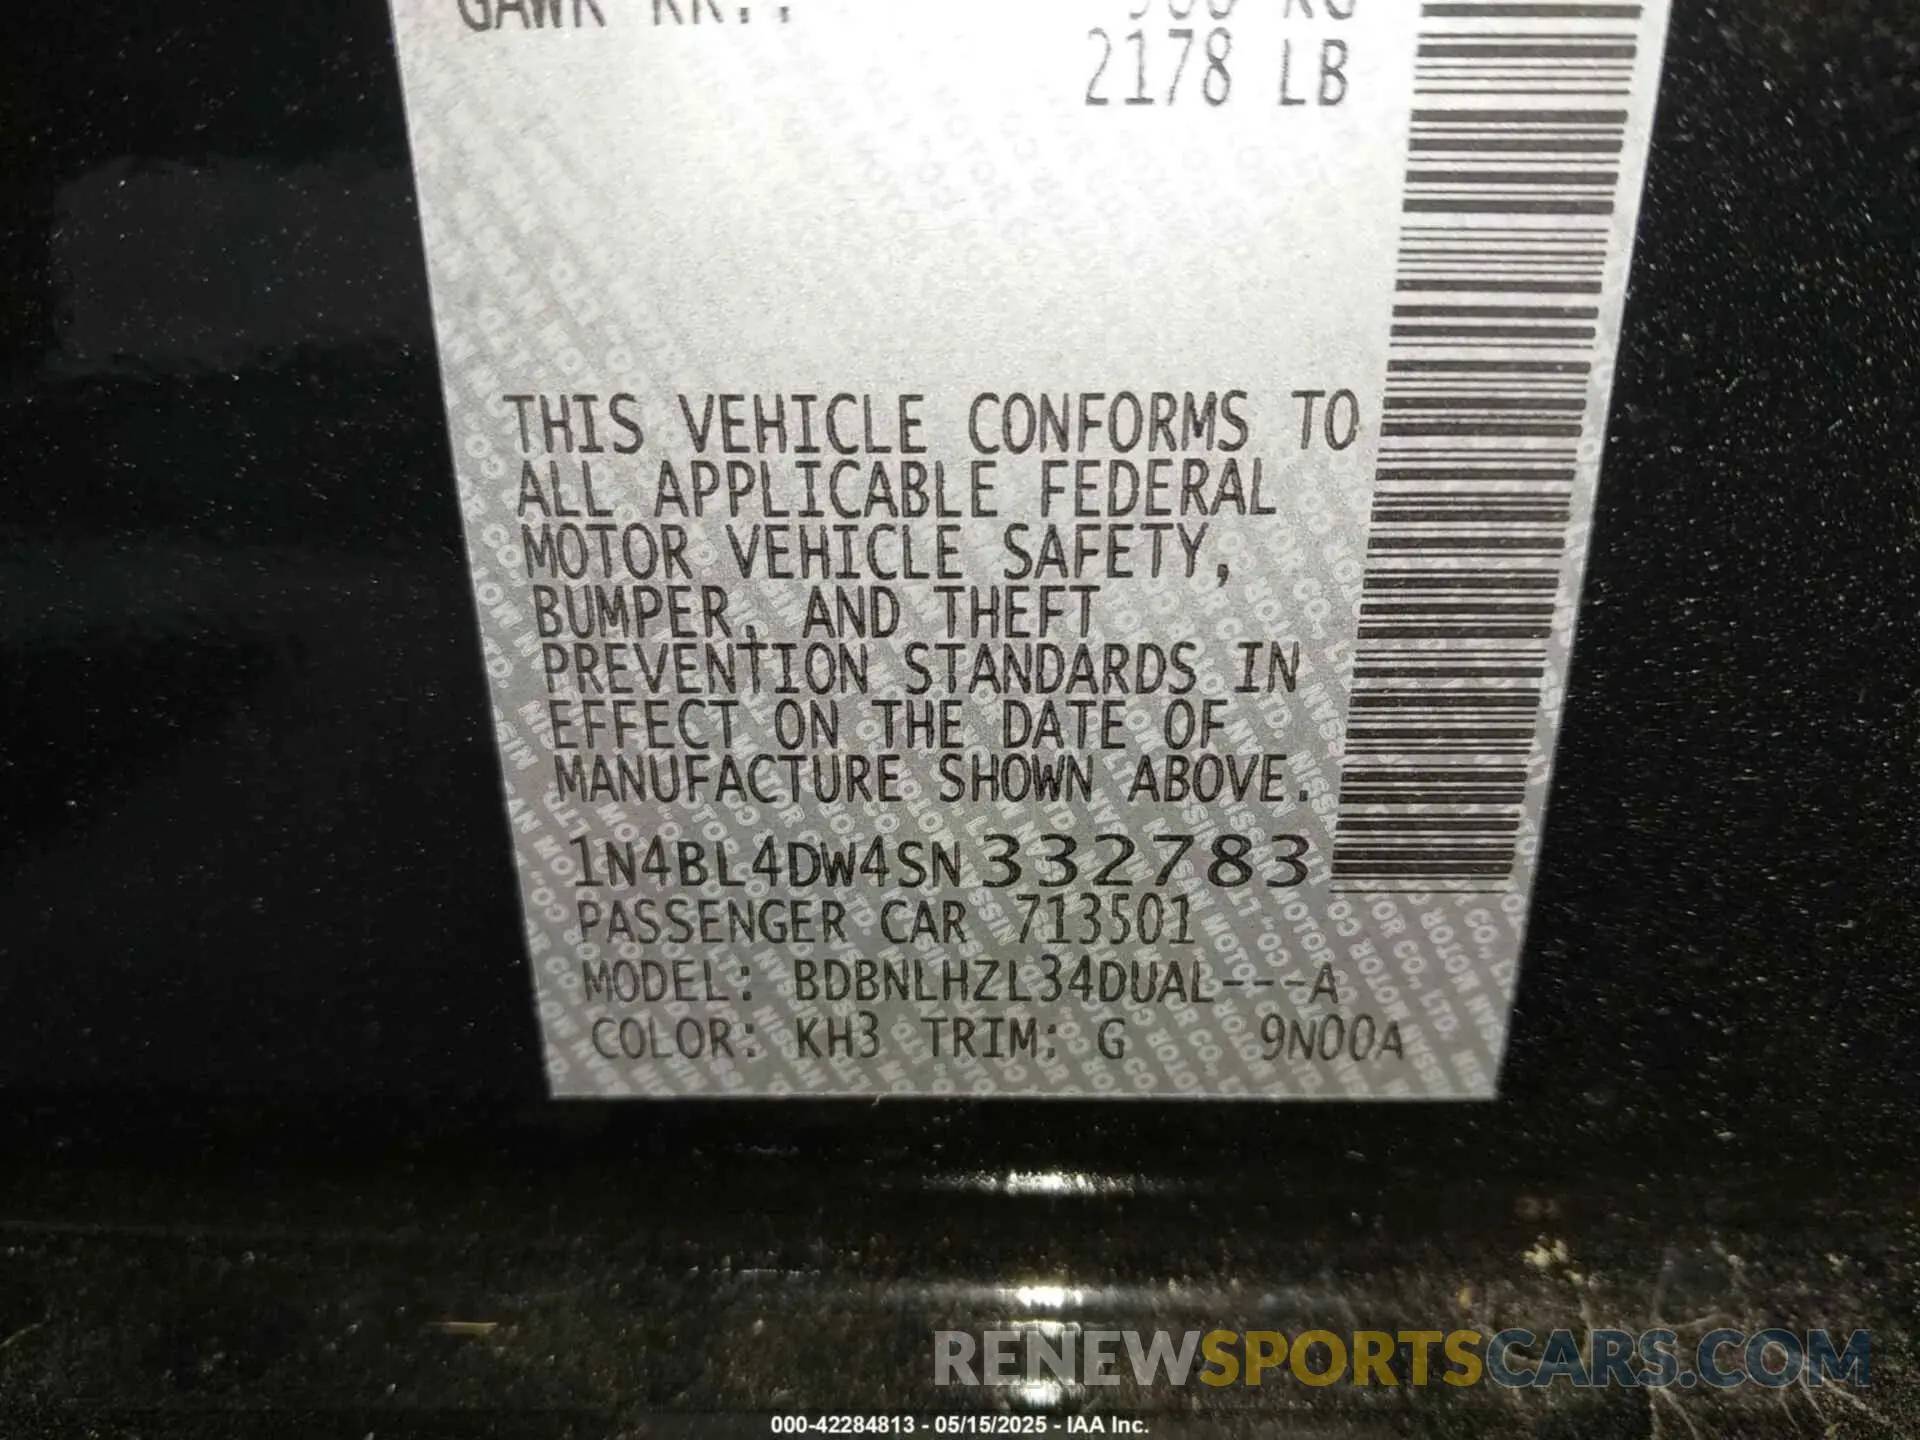 GAWR RR.:
2178 LB
THIS VEHICLE CONFORMS TO
ALL APPLICABLE FEDERAL
MOTOR VEHICLE SAFETY,
BUMPER, AND THEFT
PREVENTION STANDARDS IN
EFFECT ON THE DATE OF
MANUFACTURE SHOWN ABOVE.
1N4BL4DW4SN332783
PASSENGER CAR 713501
MODEL: BDBNLHZL34DUAL---A
COLOR: KH3 TRIM: G 9N00A
RENEWSPORTSCARS.COM
000-42284813 - 05/15/2025 - IAA Inc.